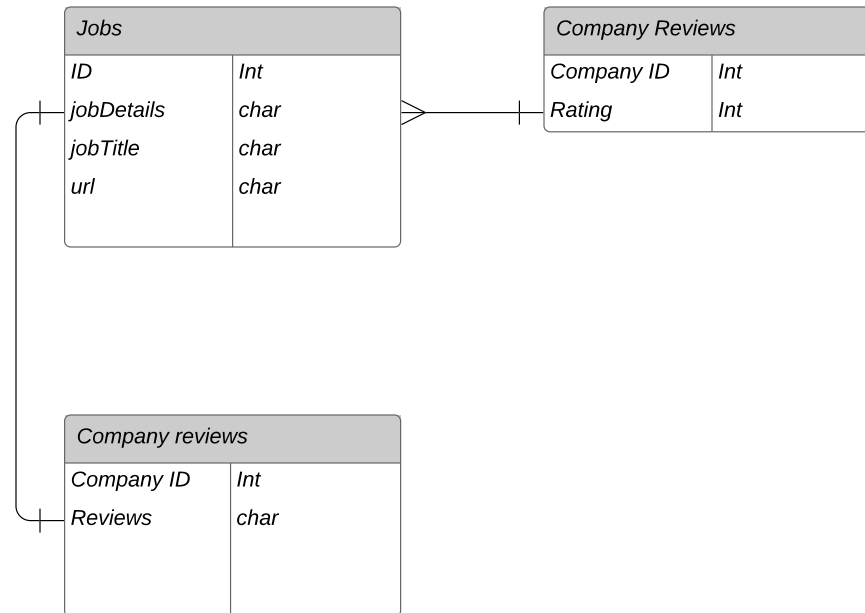 Jobs
ID Int
jobDetails char
jobTitle char
url char
Company Reviews
Company ID Int
Rating Int
Company reviews
Company ID Int
Reviews char